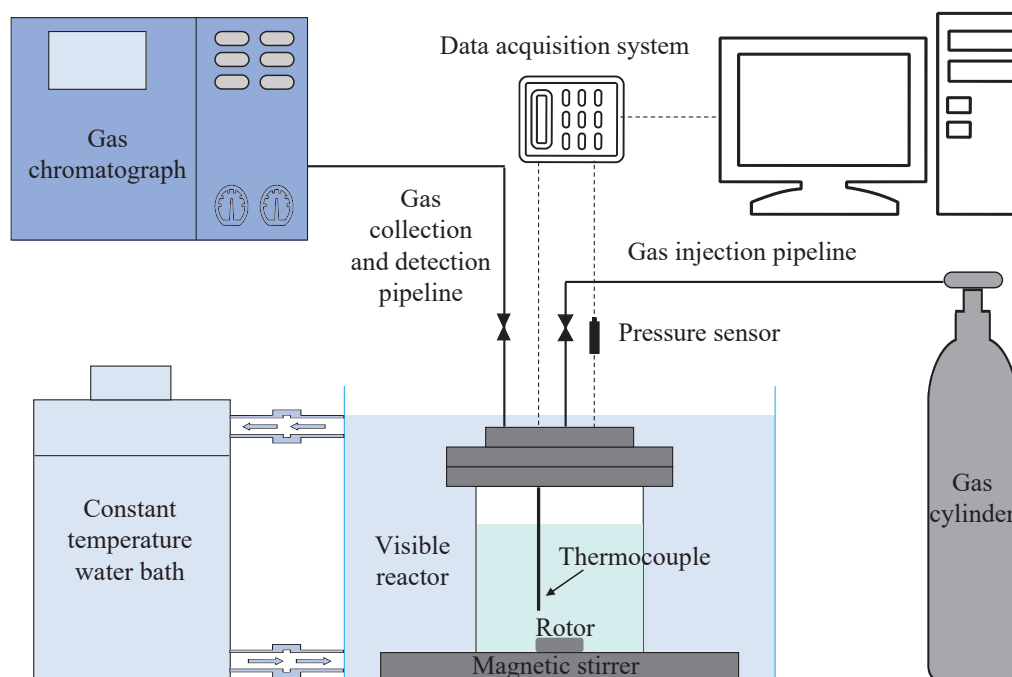 Data acquisition system
Gas
chromatograph
Gas
collection
and detection
pipeline
Gas injection pipeline
Pressure sensor
Constant
temperature
water bath
Visible
reactor
Thermocouple
Rotor
Magnetic stirrer
Gas
cylinder